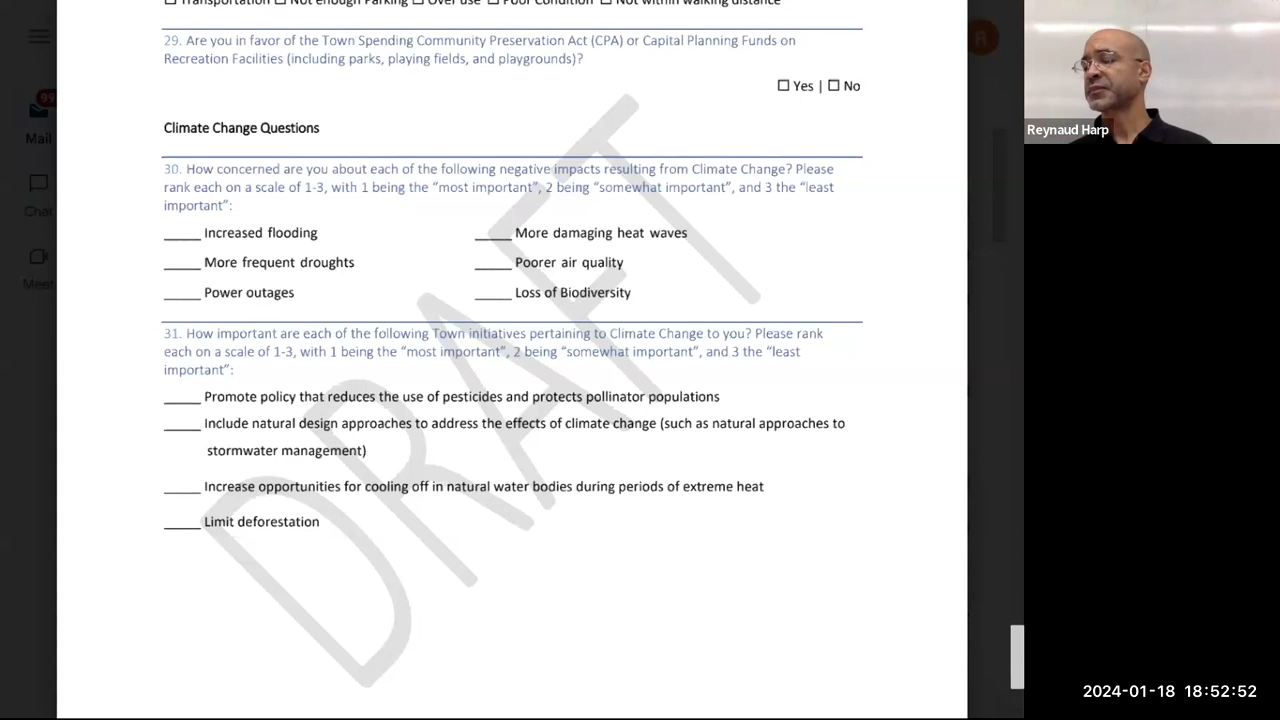 Transportation ☐ Not enough Parking ☐ Over use ☐ Poor Condition ☐ Not within walking distance
29. Are you in favor of the Town Spending Community Preservation Act (CPA) or Capital Planning Funds on
Recreation Facilities (including parks, playing fields, and playgrounds)?
☐ Yes | ☐ No
Climate Change Questions
30. How concerned are you about each of the following negative impacts resulting from Climate Change? Please
rank each on a scale of 1-3, with 1 being the “most important”, 2 being “somewhat important”, and 3 the “least
important”:
_____ Increased flooding
_____ More damaging heat waves
_____ More frequent droughts
_____ Poorer air quality
_____ Power outages
_____ Loss of Biodiversity
31. How important are each of the following Town initiatives pertaining to Climate Change to you? Please rank
each on a scale of 1-3, with 1 being the “most important”, 2 being “somewhat important”, and 3 the “least
important”:
_____ Promote policy that reduces the use of pesticides and protects pollinator populations
_____ Include natural design approaches to address the effects of climate change (such as natural approaches to
stormwater management)
_____ Increase opportunities for cooling off in natural water bodies during periods of extreme heat
_____ Limit deforestation
DRAFT
99
Mail
Chat
Meet
R
Reynaud Harp
2024-01-18 18:52:52